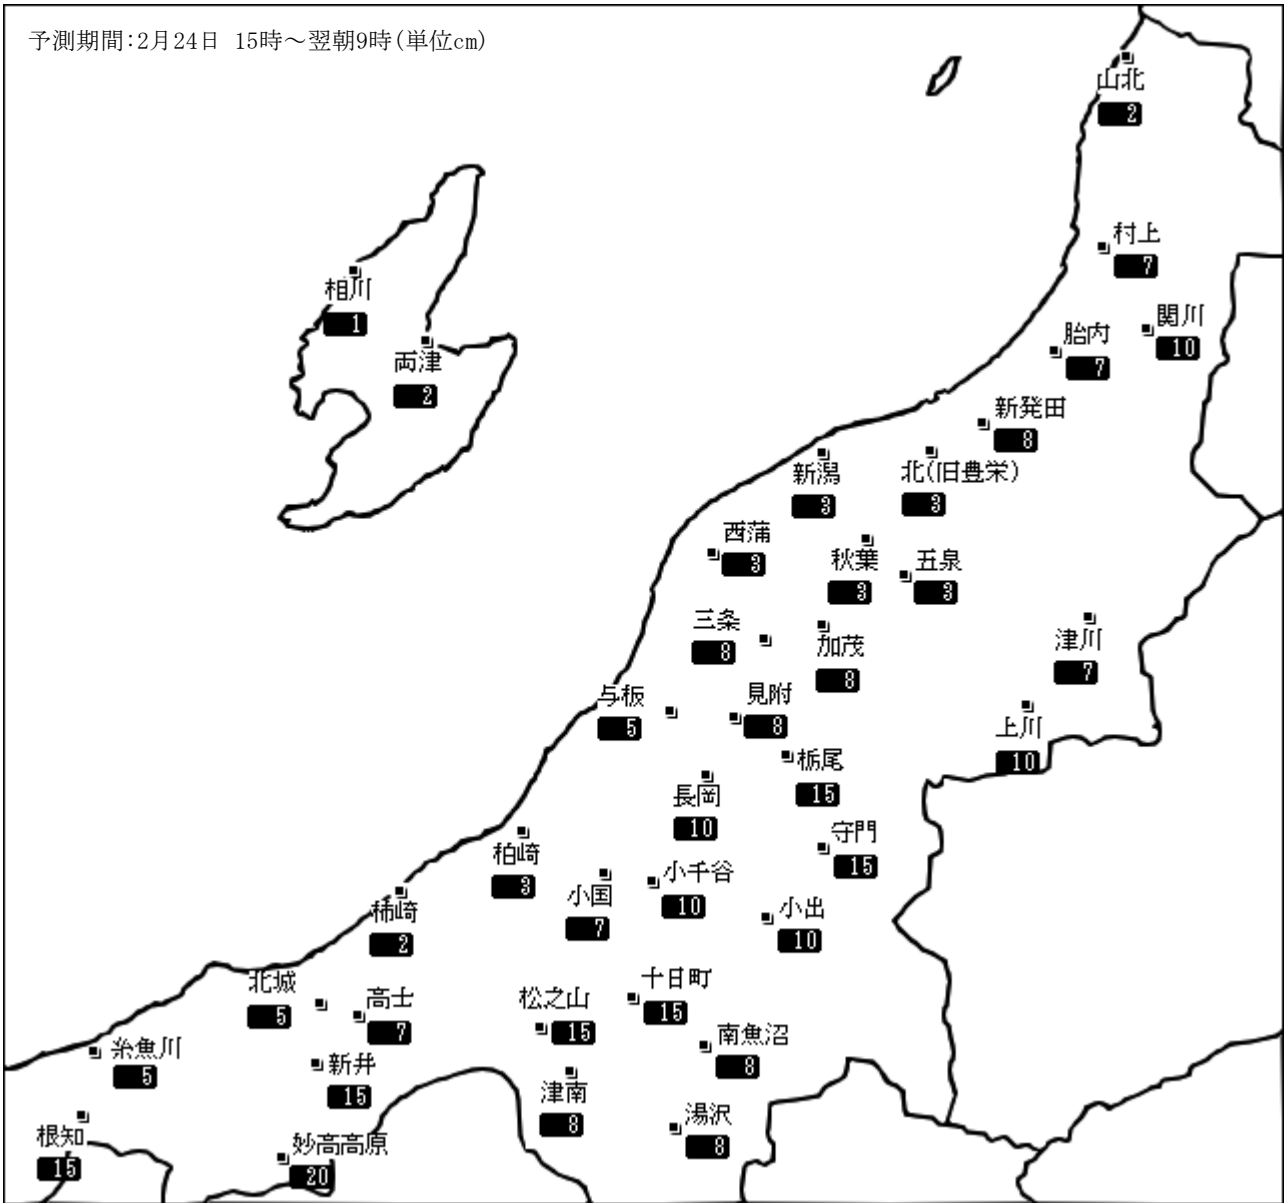 予測期間:2月24日 15時～翌朝9時(単位cm)
山北
2
村上
7
相川
1
関川
10
胎内
7
両津
2
新発田
8
新潟
3
北(旧豊栄)
3
西蒲
3
秋葉
3
五泉
3
三条
8
加茂
8
津川
7
与板
5
見附
8
上川
10
栃尾
15
長岡
10
守門
15
柏崎
3
小千谷
10
小国
7
小出
10
柿崎
2
北城
5
高士
7
松之山
15
十日町
15
南魚沼
8
糸魚川
5
新井
15
津南
8
湯沢
8
根知
15
妙高高原
20